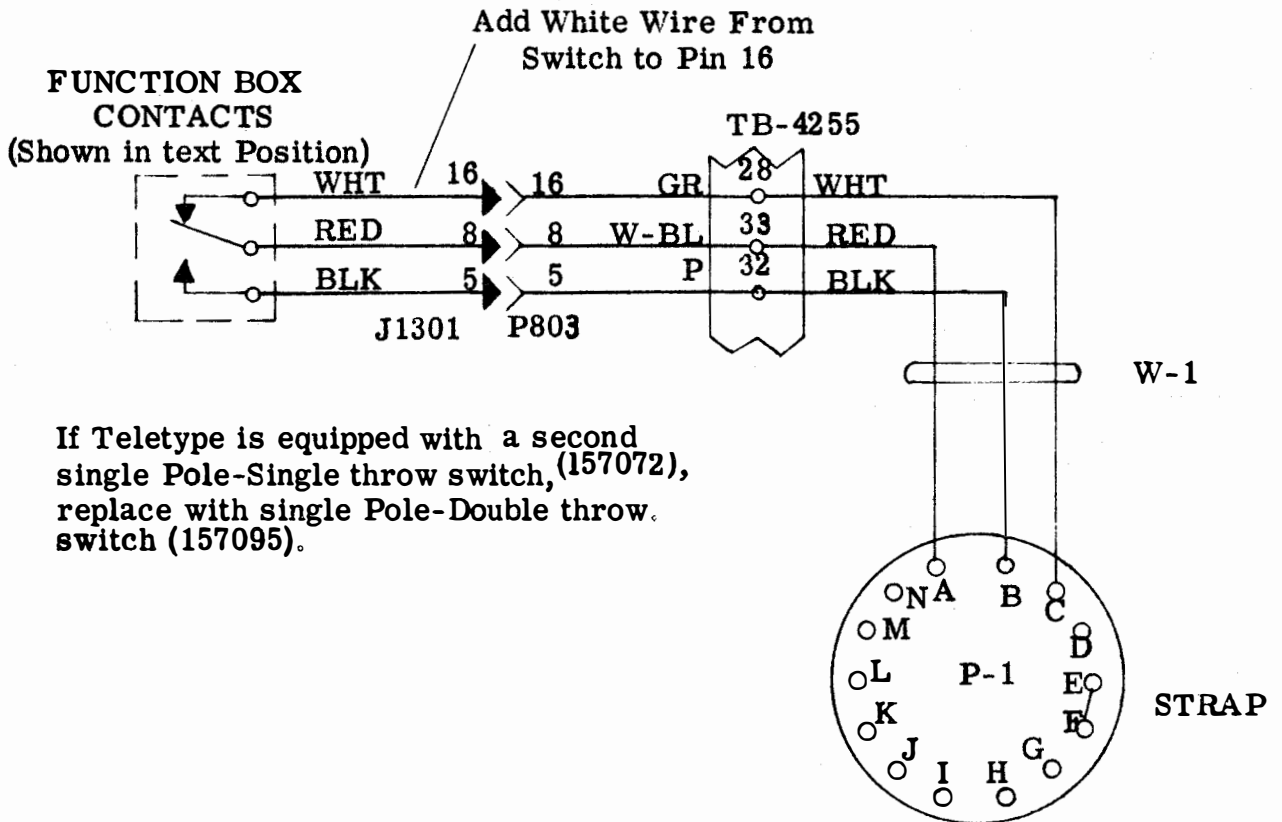 Add White Wire From
Switch to Pin 16
FUNCTION BOX
CONTACTS
(Shown in text Position)
TB-4255
WHT 16 16 GR 28 WHT
RED 8 8 W-BL 33 RED
BLK 5 5 P 32 BLK
J1301 P803
W-1
If Teletype is equipped with a second
single Pole-Single throw switch, (157072),
replace with single Pole-Double throw.
switch (157095).
N A B C
M D
L P-1 E
STRAP
K F
J G
I H